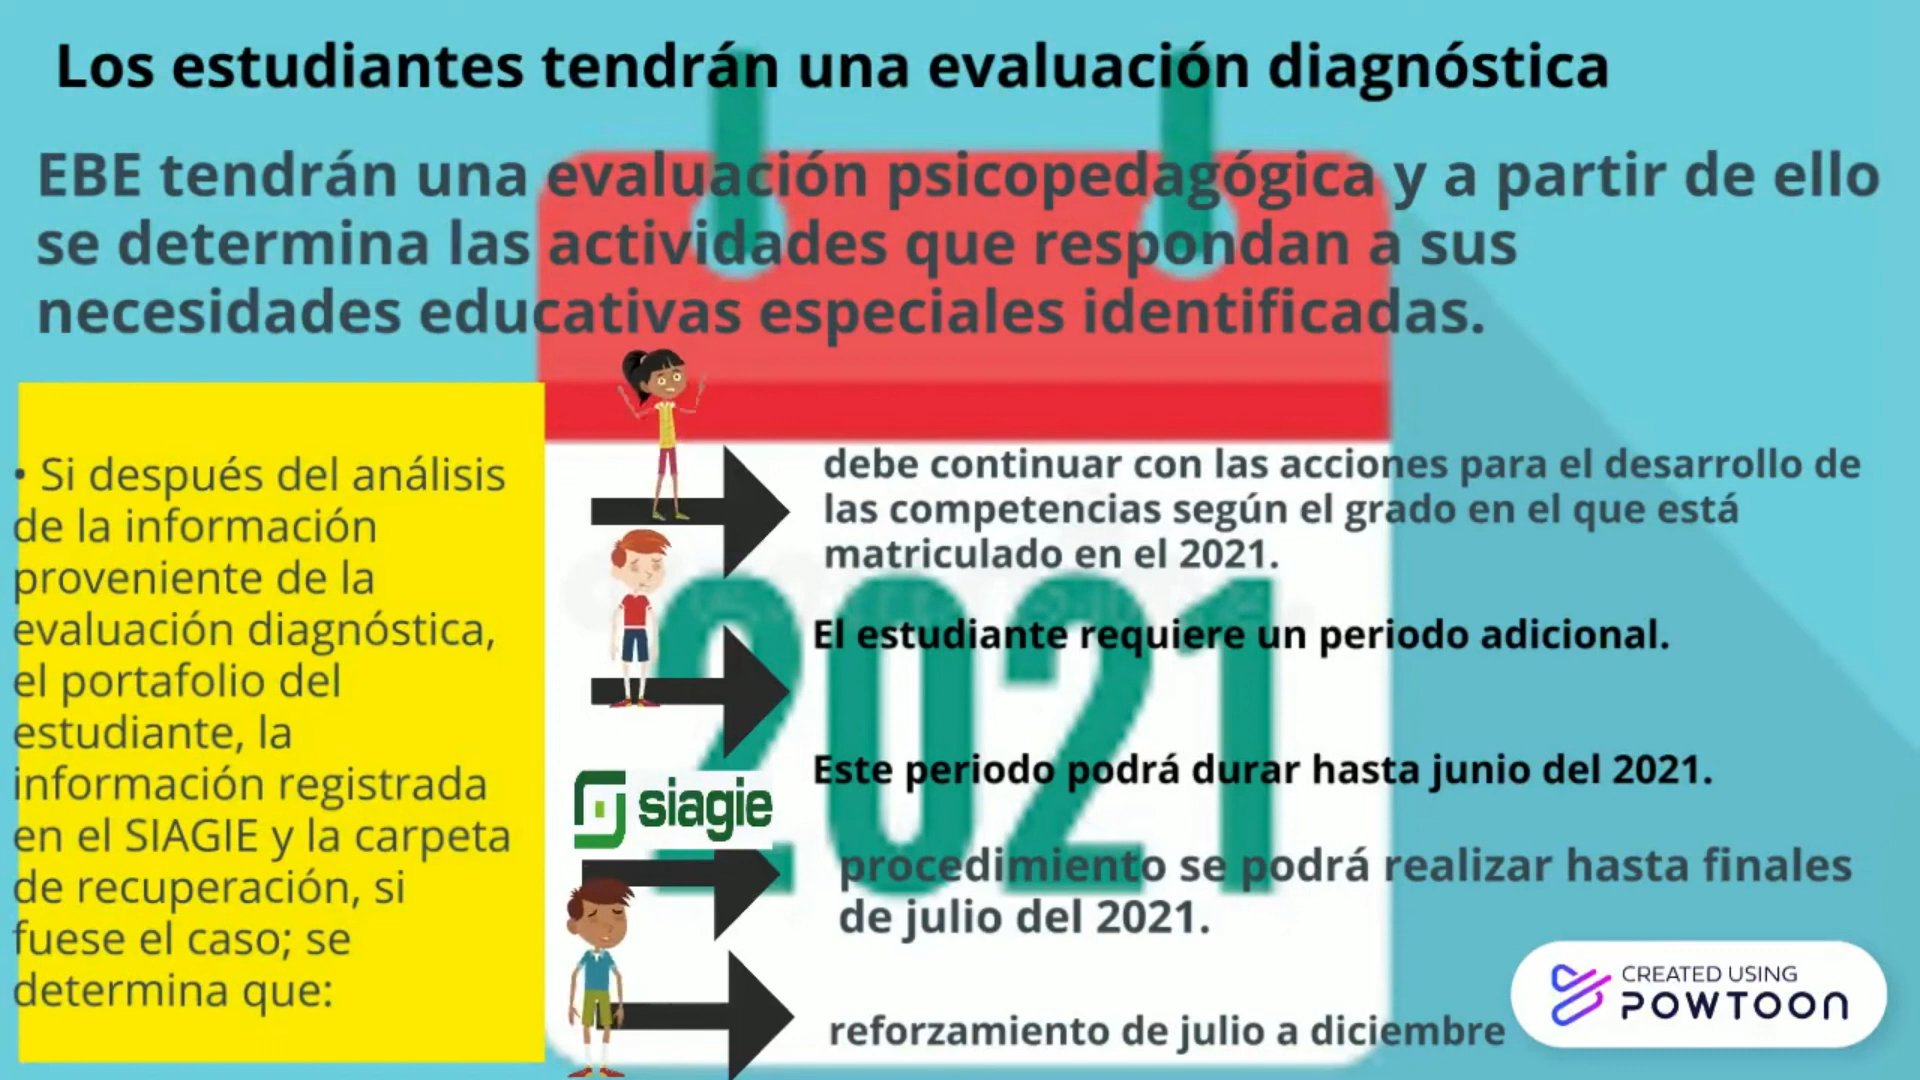 Los estudiantes tendrán una evaluación diagnóstica
EBE tendrán una evaluación psicopedagógica y a partir de ello
se determina las actividades que respondan a sus
necesidades educativas especiales identificadas.
• Si después del análisis
de la información
proveniente de la
evaluación diagnóstica,
el portafolio del
estudiante, la
información registrada
en el SIAGIE y la carpeta
de recuperación, si
fuese el caso; se
determina que:
debe continuar con las acciones para el desarrollo de
las competencias según el grado en el que está
matriculado en el 2021.
El estudiante requiere un periodo adicional.
Este periodo podrá durar hasta junio del 2021.
siagie
procedimiento se podrá realizar hasta finales
de julio del 2021.
reforzamiento de julio a diciembre
2021
CREATED USING
POWTOON